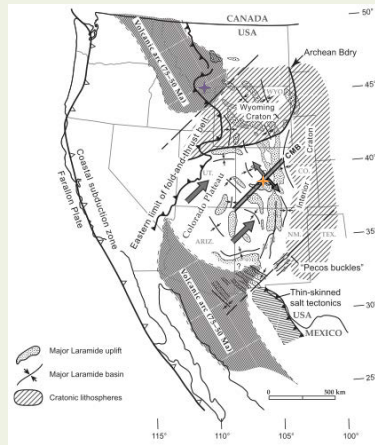 CANADA
USA
50°
Volcanic arc (75-50 Ma)
Archean Bdry
WYO.
Wyoming
Craton
Eastern limit of fold-and-thrust belt
40°
CMB
CO.
Interior Craton
UT.
Colorado Plateau
Coastal subduction zone
Farallon Plate
35°
ARIZ.
NM.
TEX.
?
"Pecos buckles"
Volcanic arc (75-50 Ma)
Thin-skinned
salt tectonics
USA
MEXICO
30°
Major Laramide uplift
Major Laramide basin
Cratonic lithospheres
0
500 km
25°
115°
110°
105°
100°